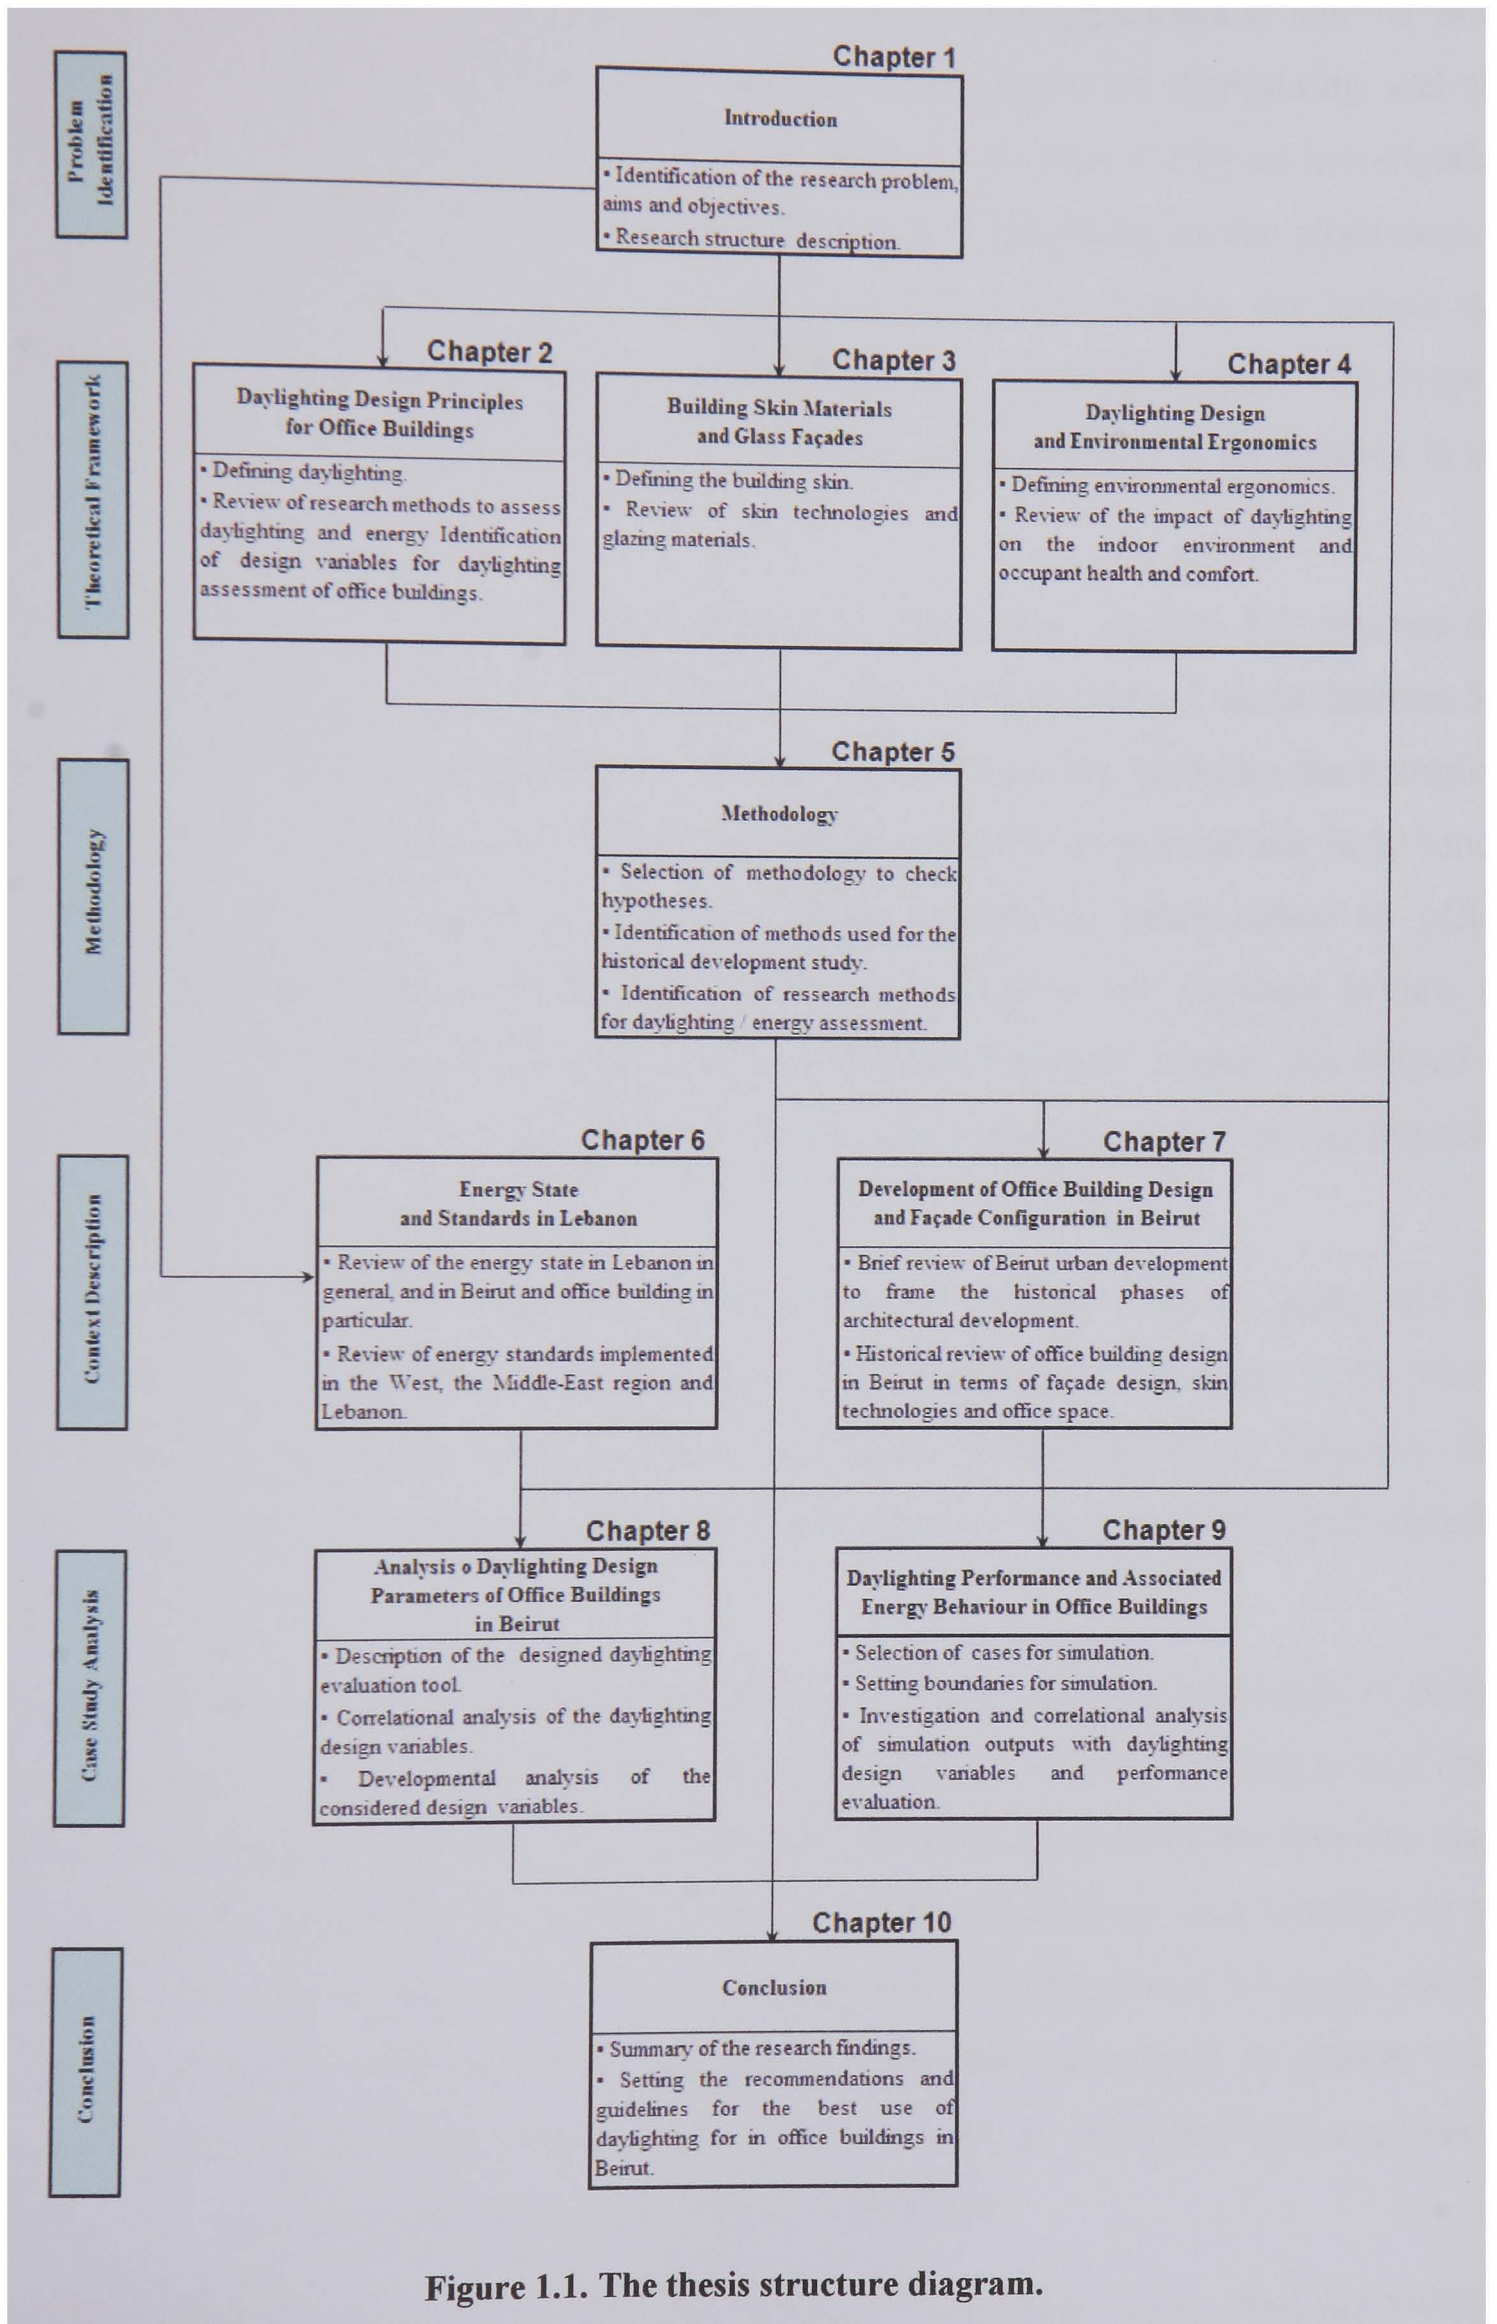 Problem
Identification
Chapter 1
Introduction
▪ Identification of the research problem,
aims and objectives.
▪ Research structure description.
Theoretical Framework
Chapter 2
Daylighting Design Principles
for Office Buildings
▪ Defining daylighting.
▪ Review of research methods to assess
daylighting and energy Identification
of design variables for daylighting
assessment of office buildings.
Chapter 3
Building Skin Materials
and Glass Façades
▪ Defining the building skin.
▪ Review of skin technologies and
glazing materials.
Chapter 4
Daylighting Design
and Environmental Ergonomics
▪ Defining environmental ergonomics.
▪ Review of the impact of daylighting
on the indoor environment and
occupant health and comfort.
Methodology
Chapter 5
Methodology
▪ Selection of methodology to check
hypotheses.
▪ Identification of methods used for the
historical development study.
▪ Identification of ressearch methods
for daylighting / energy assessment.
Context Description
Chapter 6
Energy State
and Standards in Lebanon
▪ Review of the energy state in Lebanon in
general, and in Beirut and office building in
particular.
▪ Review of energy standards implemented
in the West, the Middle-East region and
Lebanon.
Chapter 7
Development of Office Building Design
and Façade Configuration in Beirut
▪ Brief review of Beirut urban development
to frame the historical phases of
architectural development.
▪ Historical review of office building design
in Beirut in terms of façade design, skin
technologies and office space.
Case Study Analysis
Chapter 8
Analysis o Daylighting Design
Parameters of Office Buildings
in Beirut
▪ Description of the designed daylighting
evaluation tool.
▪ Correlational analysis of the daylighting
design variables.
▪ Developmental analysis of the
considered design variables.
Chapter 9
Daylighting Performance and Associated
Energy Behaviour in Office Buildings
▪ Selection of cases for simulation.
▪ Setting boundaries for simulation.
▪ Investigation and correlational analysis
of simulation outputs with daylighting
design variables and performance
evaluation.
Conclusion
Chapter 10
Conclusion
▪ Summary of the research findings.
▪ Setting the recommendations and
guidelines for the best use of
daylighting for in office buildings in
Beirut.
Figure 1.1. The thesis structure diagram.